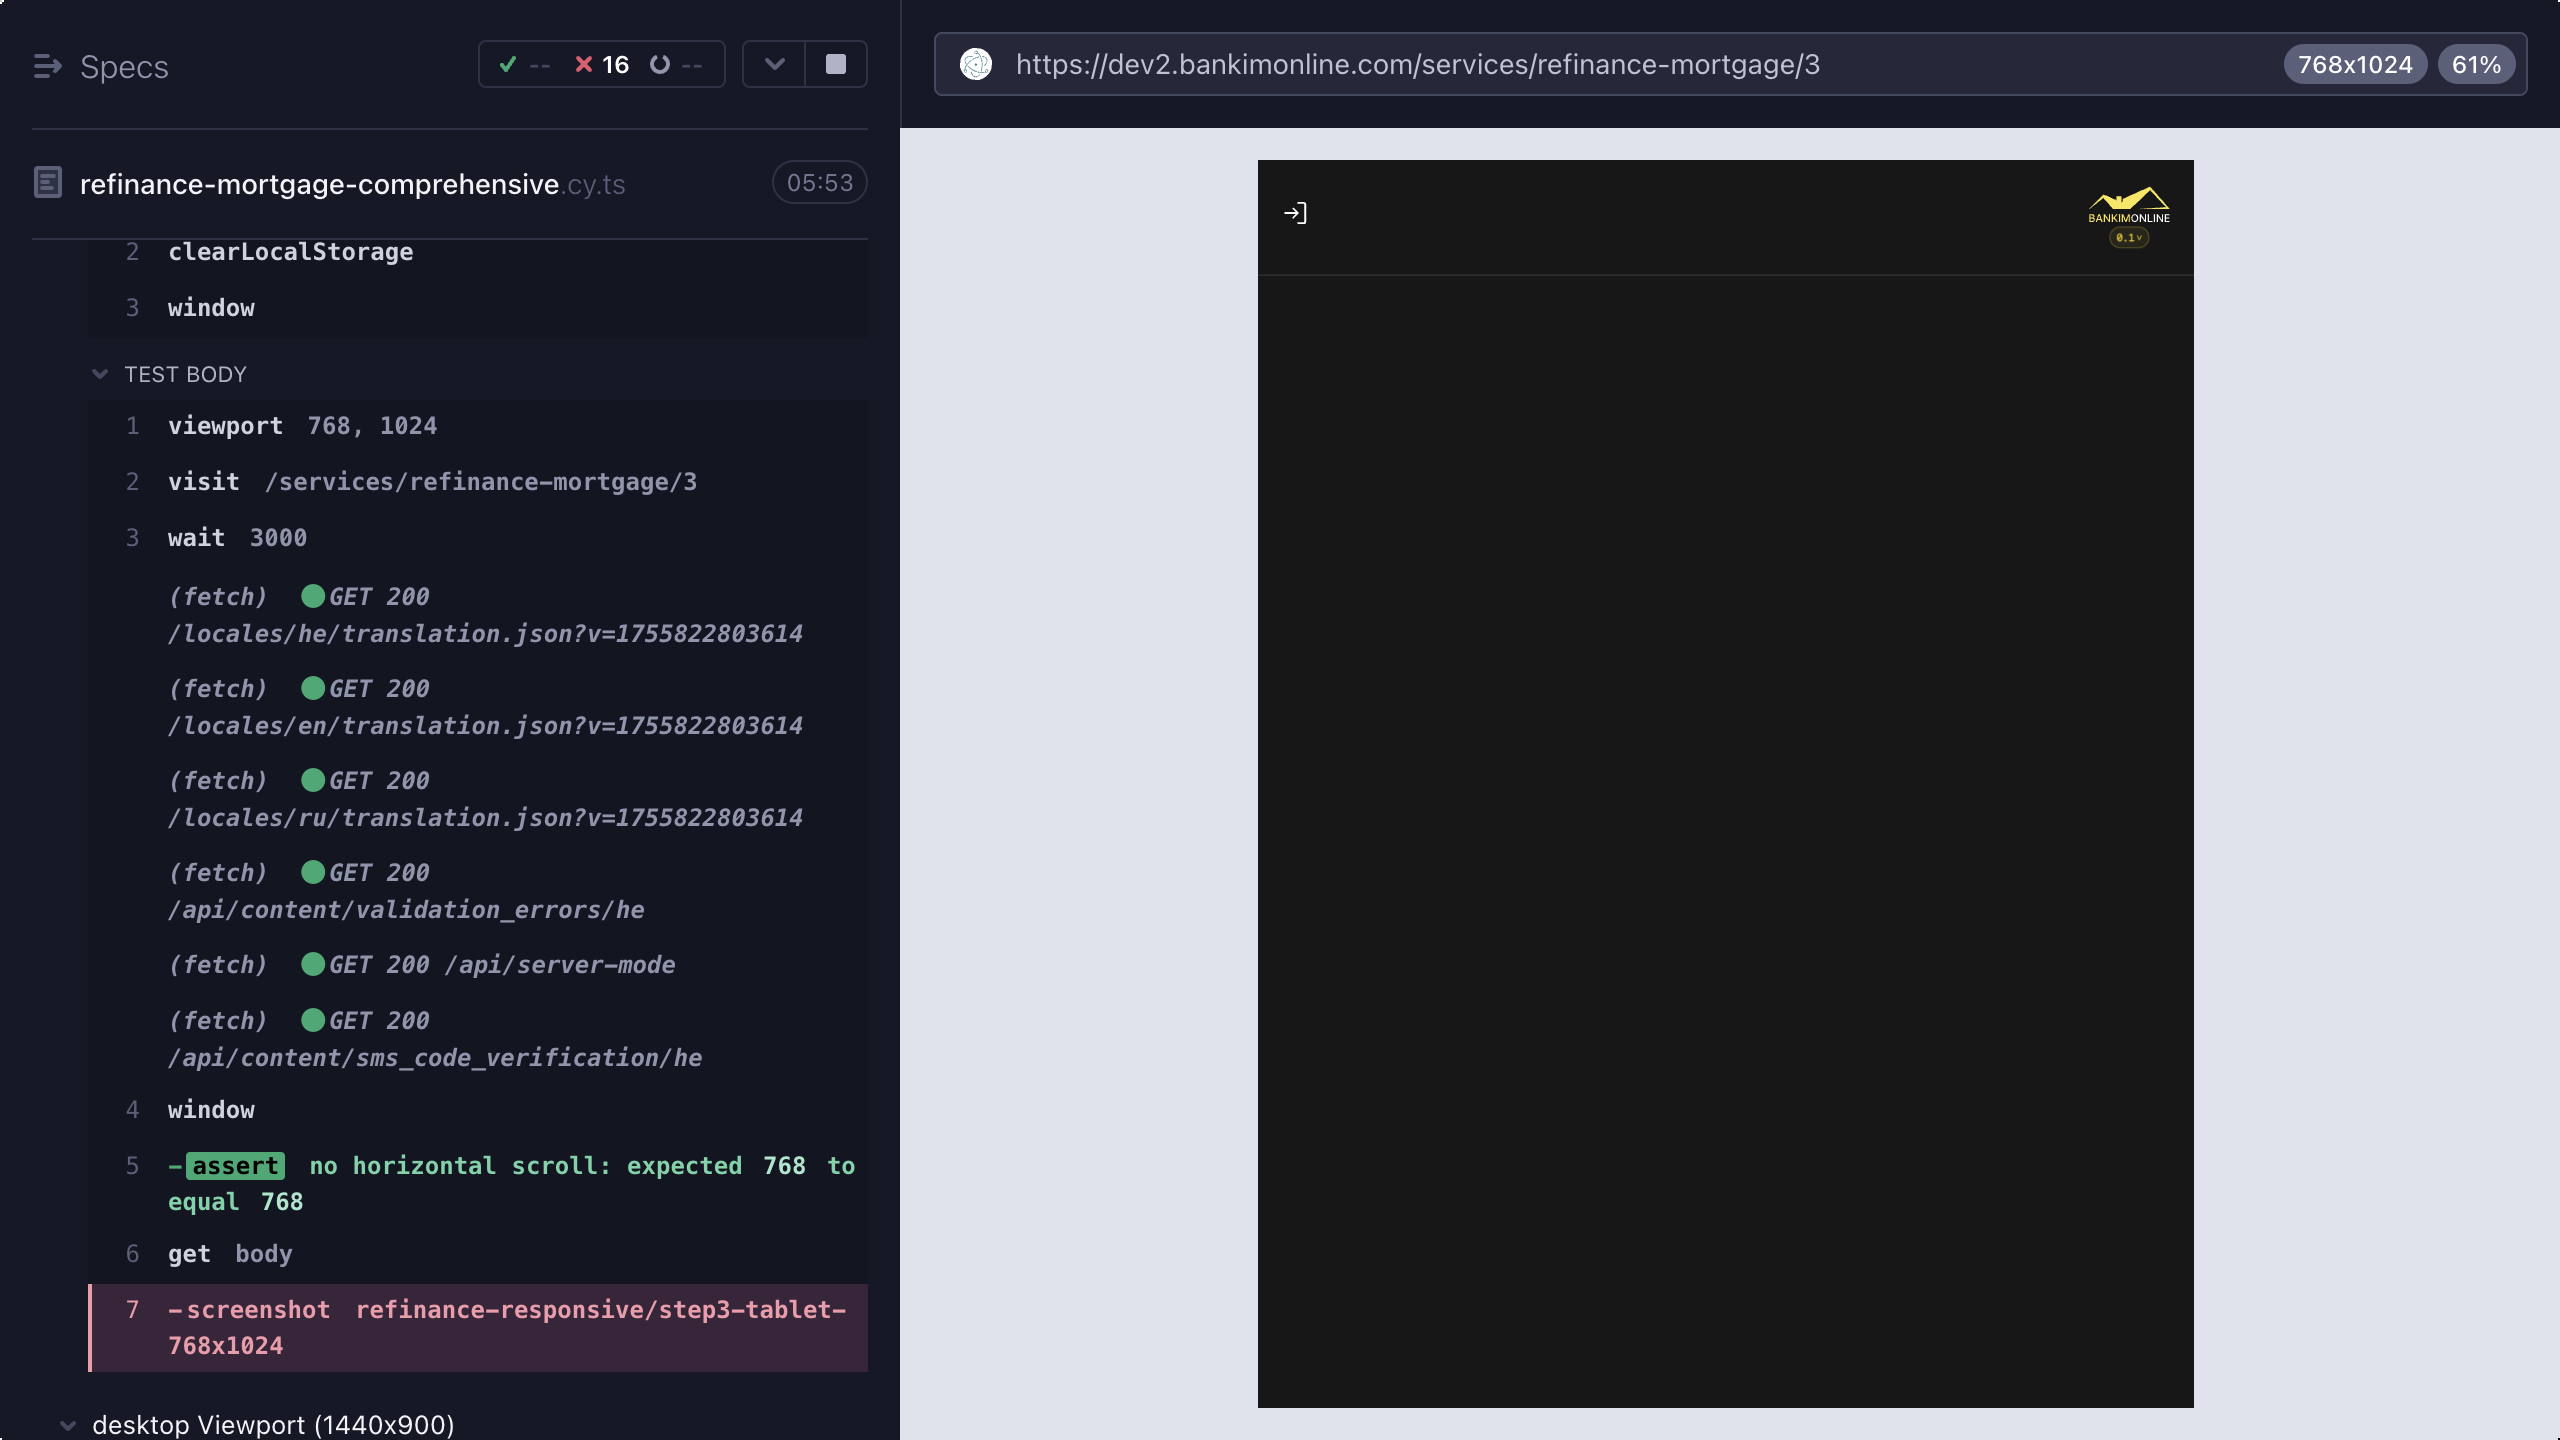 Specs
-- 16 --
https://dev2.bankimonline.com/services/refinance-mortgage/3
768x1024
61%
refinance-mortgage-comprehensive.cy.ts
05:53
2 clearLocalStorage
3 window
TEST BODY
1 viewport 768, 1024
2 visit /services/refinance-mortgage/3
3 wait 3000
(fetch) GET 200
/locales/he/translation.json?v=1755822803614
(fetch) GET 200
/locales/en/translation.json?v=1755822803614
(fetch) GET 200
/locales/ru/translation.json?v=1755822803614
(fetch) GET 200
/api/content/validation_errors/he
(fetch) GET 200 /api/server-mode
(fetch) GET 200
/api/content/sms_code_verification/he
4 window
5 -assert no horizontal scroll: expected 768 to
equal 768
6 get body
7 -screenshot refinance-responsive/step3-tablet-
768x1024
desktop Viewport (1440x900)
BANKIMONLINE
0.1v